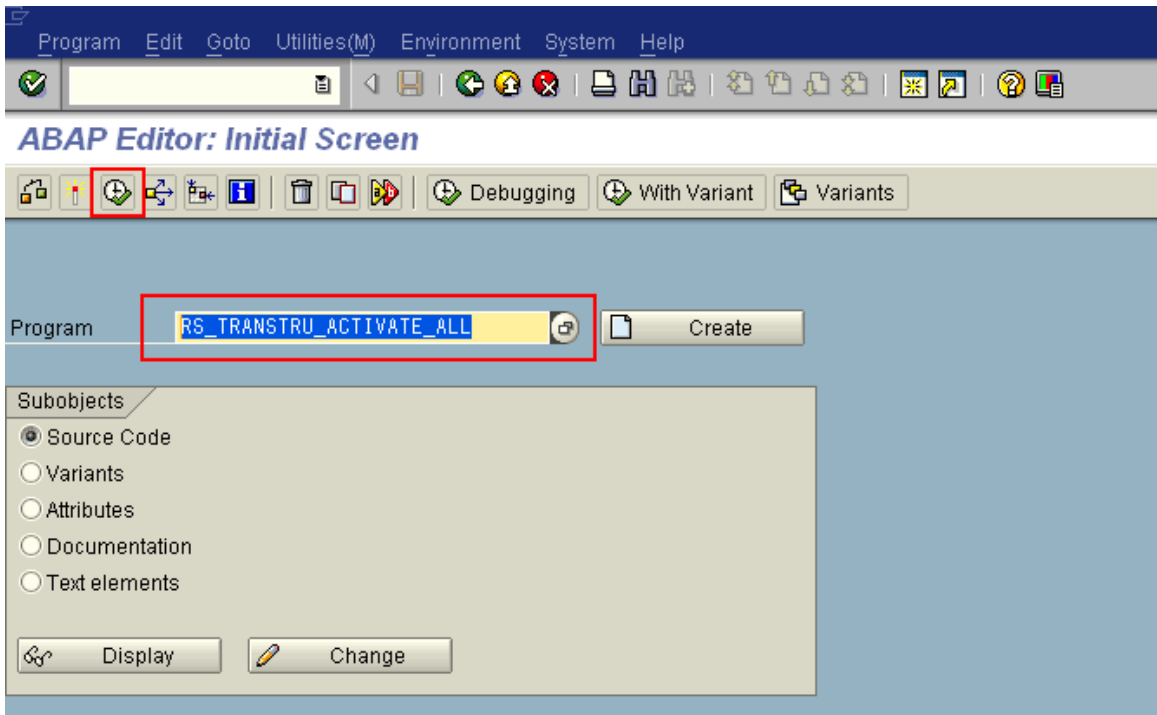 Program Edit Goto Utilities(M) Environment System Help
ABAP Editor: Initial Screen
Debugging With Variant Variants
Program RS_TRANSTRU_ACTIVATE_ALL Create
Subobjects
Source Code
Variants
Attributes
Documentation
Text elements
Display Change